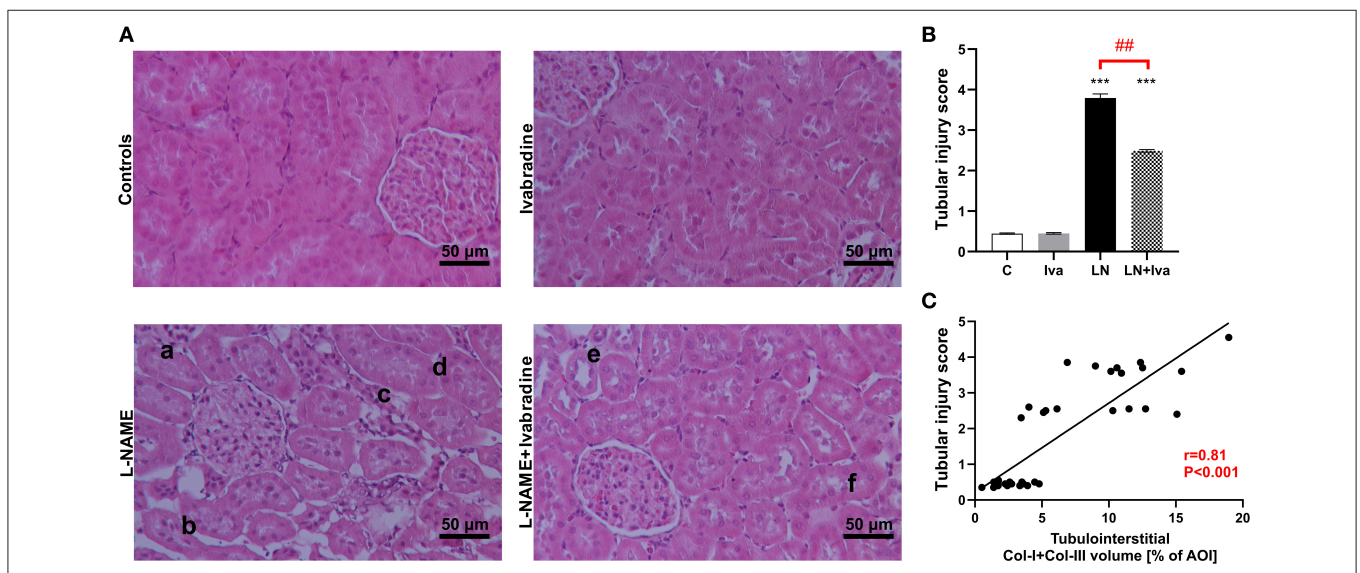 A
Controls
50 µm
Ivabradine
50 µm
L-NAME
a
b
c
d
50 µm
L-NAME+Ivabradine
e
f
50 µm
B
Tubular injury score
5
4
3
2
1
0
##
***
***
C
Iva
LN
LN+Iva
C
Tubular injury score
5
4
3
2
1
0
r=0.81
P<0.001
0
5
10
15
20
Tubulointerstitial
Col-I+Col-III volume [% of AOI]